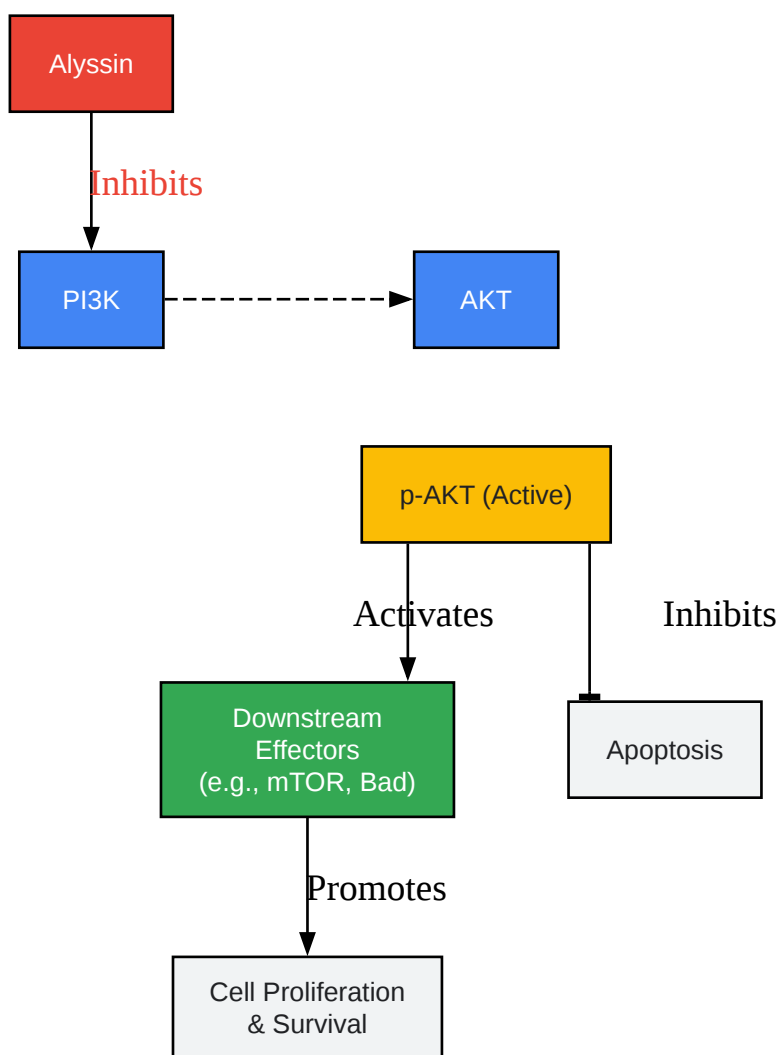 Alyssin
Inhibits
PI3K
AKT
p-AKT (Active)
Activates
Inhibits
Downstream
Effectors
(e.g., mTOR, Bad)
Apoptosis
Promotes
Cell Proliferation
& Survival